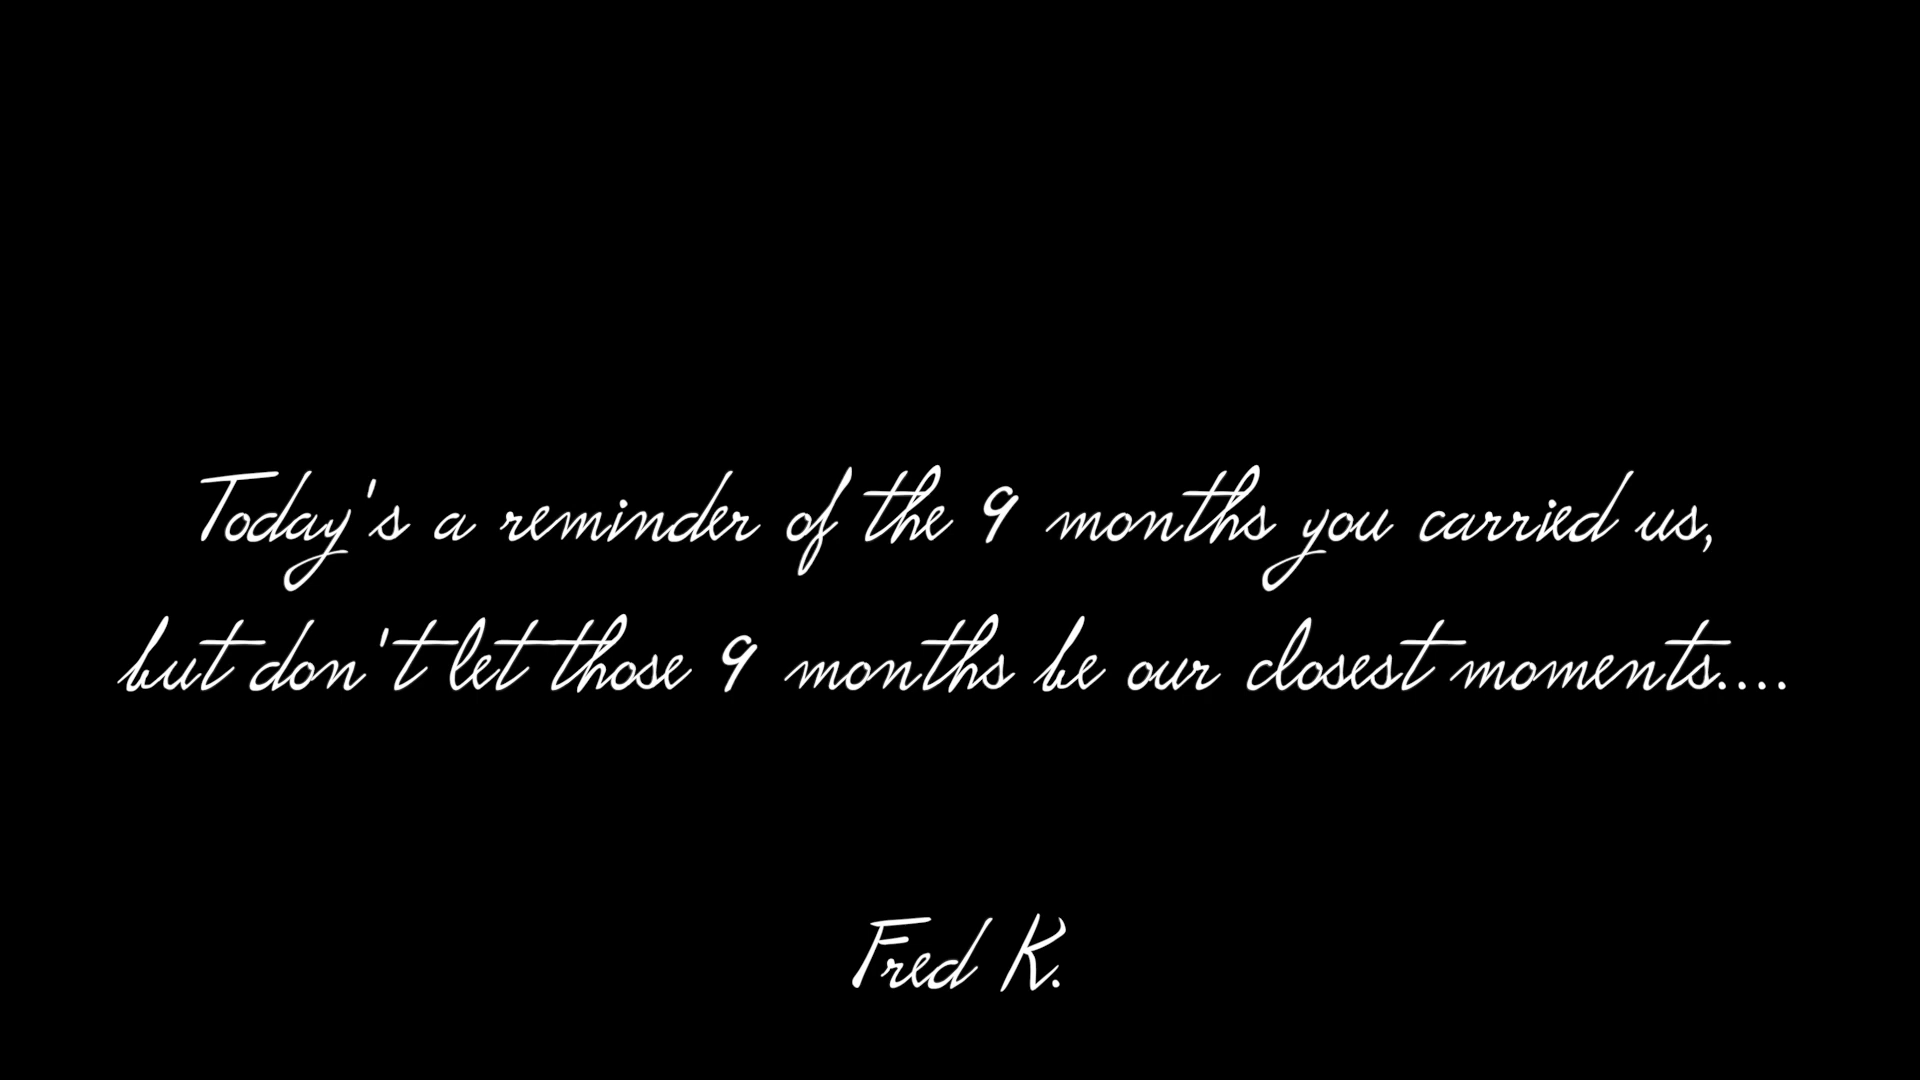 Today's a reminder of the 9 months you carried us,
but don't let those 9 months be our closest moments....
Fred K.